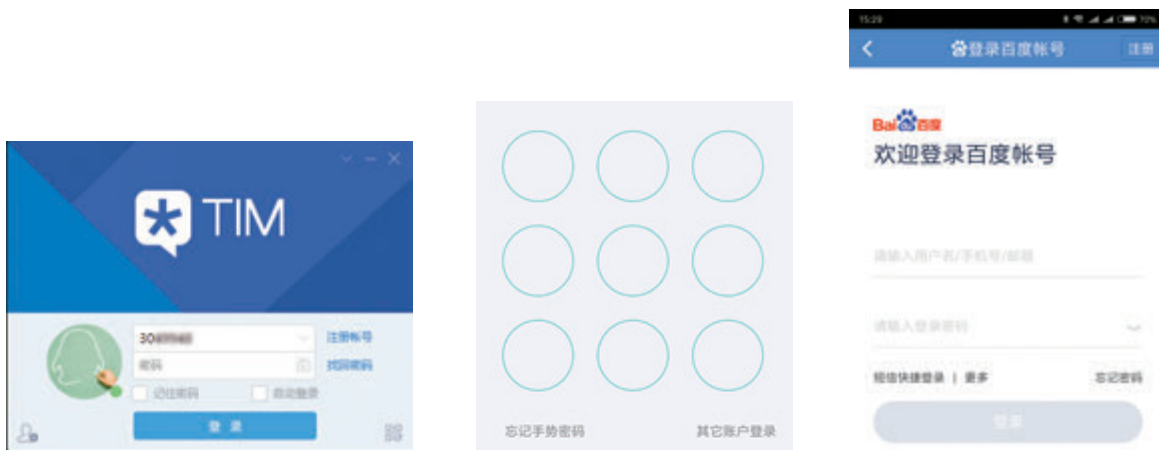 TIM
注册帐号
密码
找回密码
记住密码
自动登录
登 录
忘记手势密码
其它账户登录
15:29
登录百度帐号
注册
Bai 百度
欢迎登录百度帐号
请输入用户名/手机号/邮箱
请输入登录密码
短信快捷登录 | 更多
忘记密码
登录